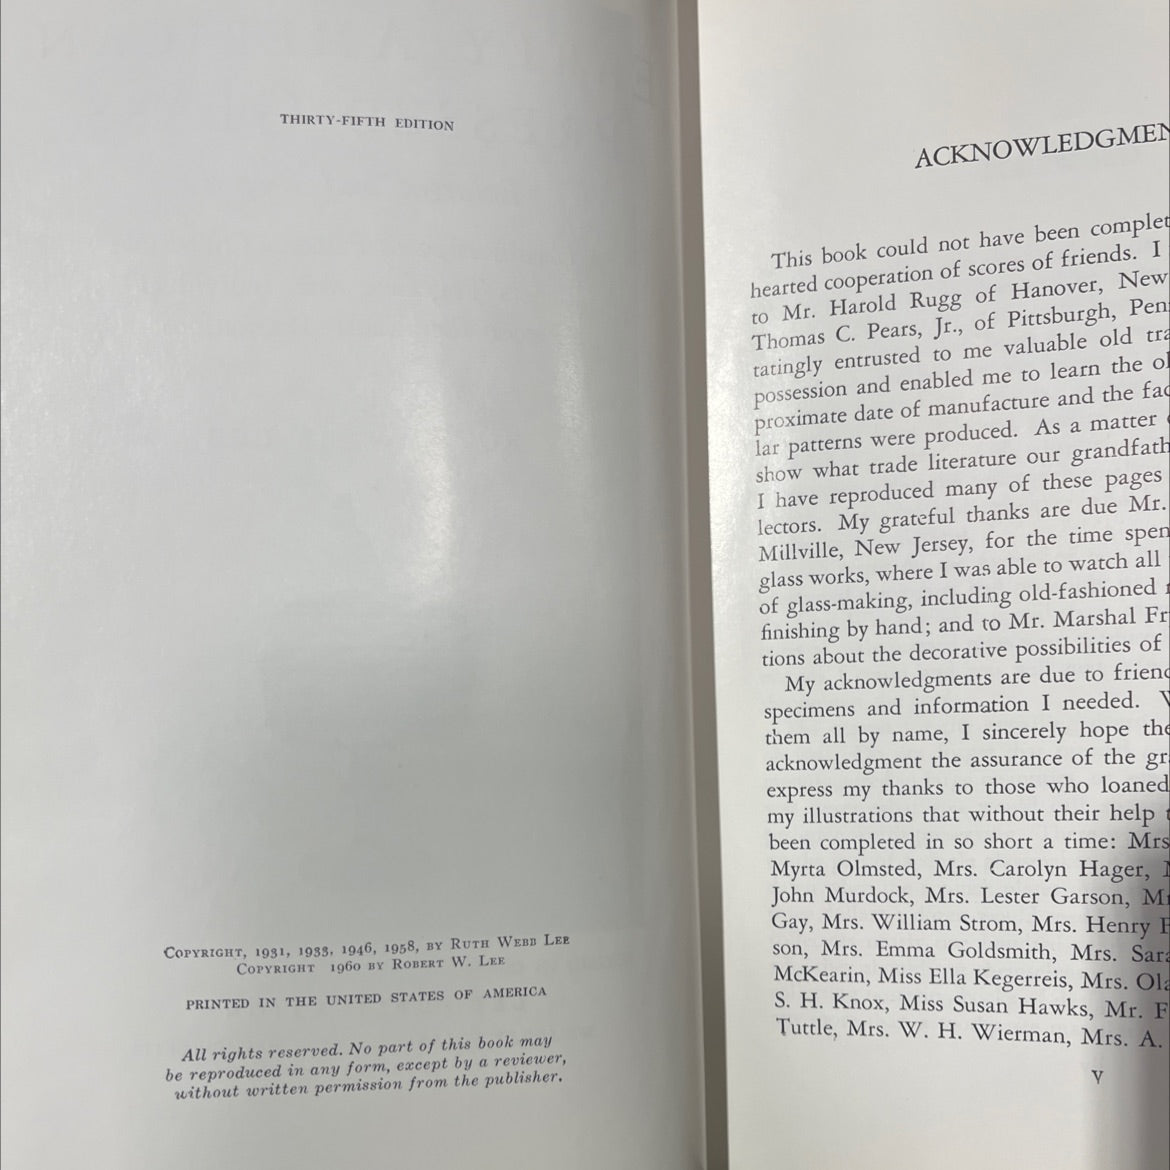 THIRTY-FIFTH EDITION
COPYRIGHT, 1931, 1933, 1946, 1958, BY RUTH WEBB LEE
COPYRIGHT 1960 BY ROBERT W. LEE
PRINTED IN THE UNITED STATES OF AMERICA
All rights reserved. No part of this book may
be reproduced in any form, except by a reviewer,
without written permission from the publisher.
ACKNOWLEDGMEN
This book could not have been complet
hearted cooperation of scores of friends. I
to Mr. Harold Rugg of Hanover, New
Thomas C. Pears, Jr., of Pittsburgh, Pen
tatingly entrusted to me valuable old tra
possession and enabled me to learn the ol
proximate date of manufacture and the fac
lar patterns were produced. As a matter
show what trade literature our grandfath
I have reproduced many of these pages
lectors. My grateful thanks are due Mr.
Millville, New Jersey, for the time spen
glass works, where I was able to watch all
of glass-making, including old-fashioned
finishing by hand; and to Mr. Marshal Fr
tions about the decorative possibilities of
My acknowledgments are due to friend
specimens and information I needed.
them all by name, I sincerely hope the
acknowledgment the assurance of the gr
express my thanks to those who loaned
my illustrations that without their help
been completed in so short a time: Mrs
Myrta Olmsted, Mrs. Carolyn Hager,
John Murdock, Mrs. Lester Garson, M
Gay, Mrs. William Strom, Mrs. Henry
son, Mrs. Emma Goldsmith, Mrs. Sara
McKearin, Miss Ella Kegerreis, Mrs. Ola
S. H. Knox, Miss Susan Hawks, Mr. F
Tuttle, Mrs. W. H. Wierman, Mrs. A.
v